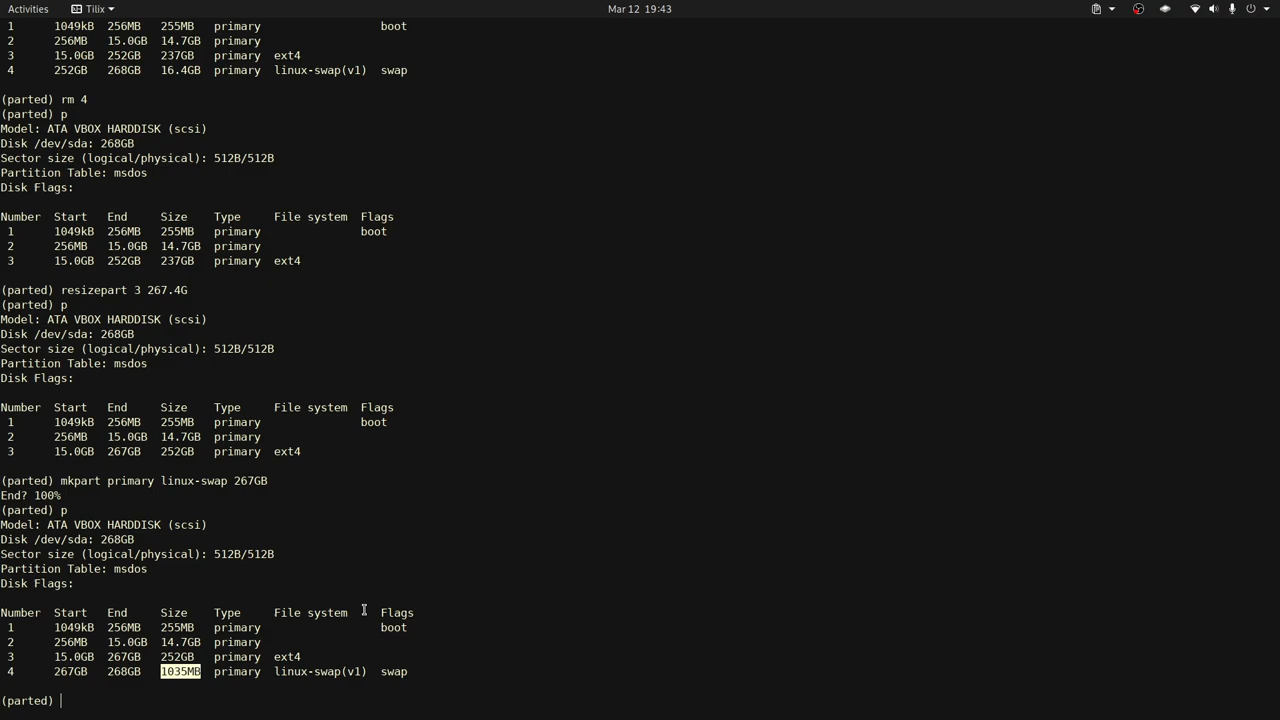 Activities Tilix Mar 12 19:43
1 1049kB 256MB 255MB primary boot
2 256MB 15.0GB 14.7GB primary
3 15.0GB 252GB 237GB primary ext4
4 252GB 268GB 16.4GB primary linux-swap(v1) swap
(parted) rm 4
(parted) p
Model: ATA VBOX HARDDISK (scsi)
Disk /dev/sda: 268GB
Sector size (logical/physical): 512B/512B
Partition Table: msdos
Disk Flags:
Number Start End Size Type File system Flags
1 1049kB 256MB 255MB primary boot
2 256MB 15.0GB 14.7GB primary
3 15.0GB 252GB 237GB primary ext4
(parted) resizepart 3 267.4G
(parted) p
Model: ATA VBOX HARDDISK (scsi)
Disk /dev/sda: 268GB
Sector size (logical/physical): 512B/512B
Partition Table: msdos
Disk Flags:
Number Start End Size Type File system Flags
1 1049kB 256MB 255MB primary boot
2 256MB 15.0GB 14.7GB primary
3 15.0GB 267GB 252GB primary ext4
(parted) mkpart primary linux-swap 267GB
End? 100%
(parted) p
Model: ATA VBOX HARDDISK (scsi)
Disk /dev/sda: 268GB
Sector size (logical/physical): 512B/512B
Partition Table: msdos
Disk Flags:
Number Start End Size Type File system Flags
1 1049kB 256MB 255MB primary boot
2 256MB 15.0GB 14.7GB primary
3 15.0GB 267GB 252GB primary ext4
4 267GB 268GB 1035MB primary linux-swap(v1) swap
(parted)